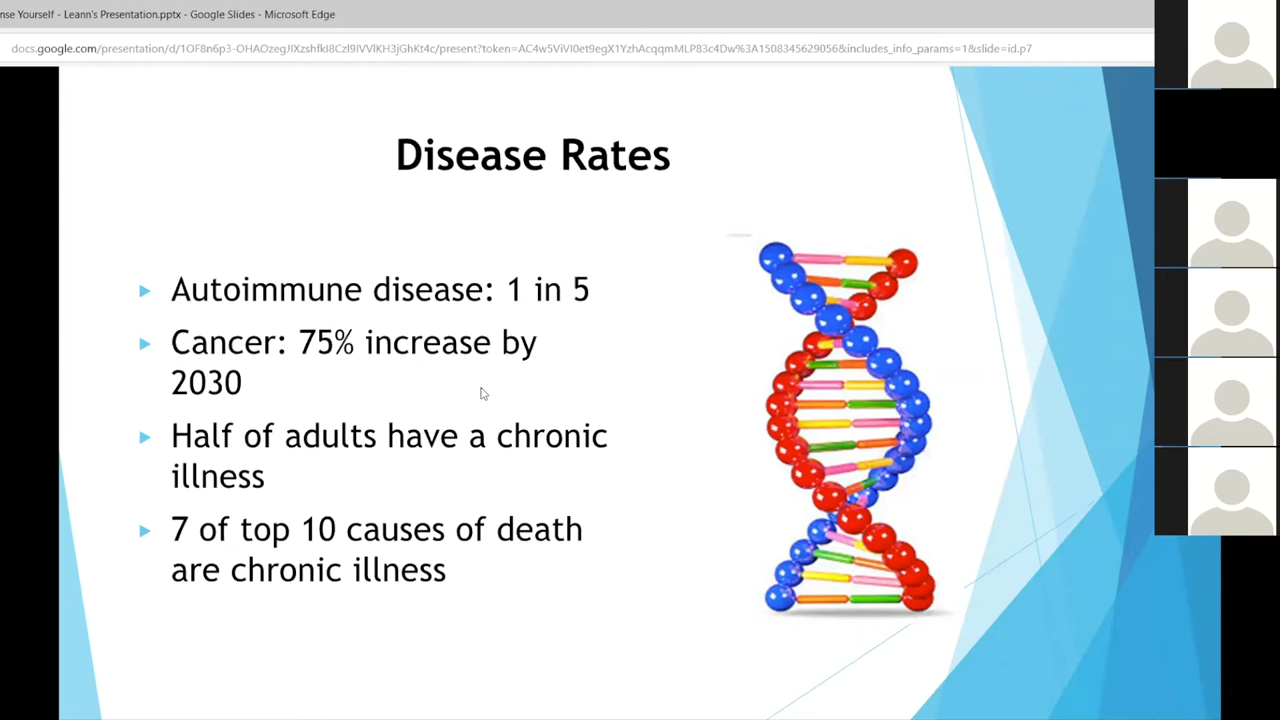 nse Yourself - Leann's Presentation.pptx - Google Slides - Microsoft Edge
docs.google.com/presentation/d/1OF8n6p3-OHAOzegJIXzshfkI8CzI9IVVlKH3jGhKt4c/present?token=AC4w5ViVI0et9egX1YzhAcqqmMLP83c4Dw%3A1508345629056&includes_info_params=1&slide=id.p7
Disease Rates
Autoimmune disease: 1 in 5
Cancer: 75% increase by
2030
Half of adults have a chronic
illness
7 of top 10 causes of death
are chronic illness